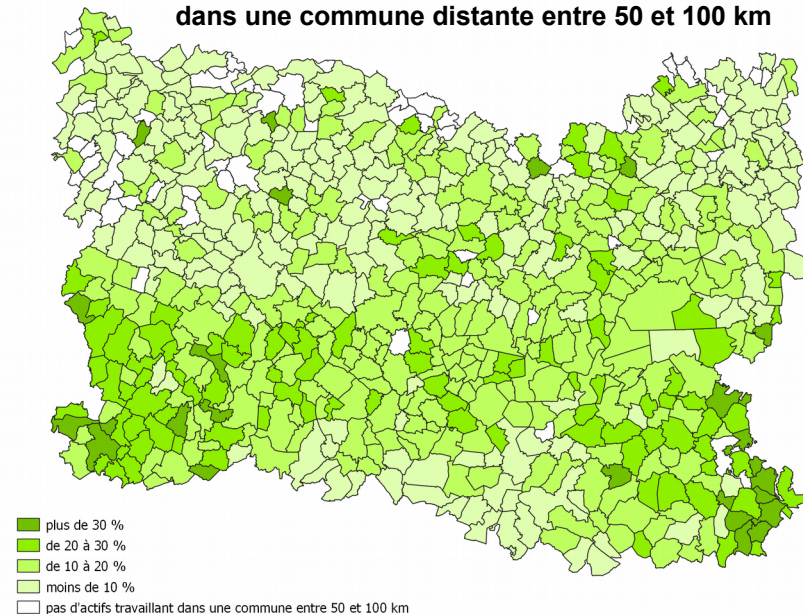 dans une commune distante entre 50 et 100 km
plus de 30 %
de 20 à 30 %
de 10 à 20 %
moins de 10 %
pas d'actifs travaillant dans une commune entre 50 et 100 km